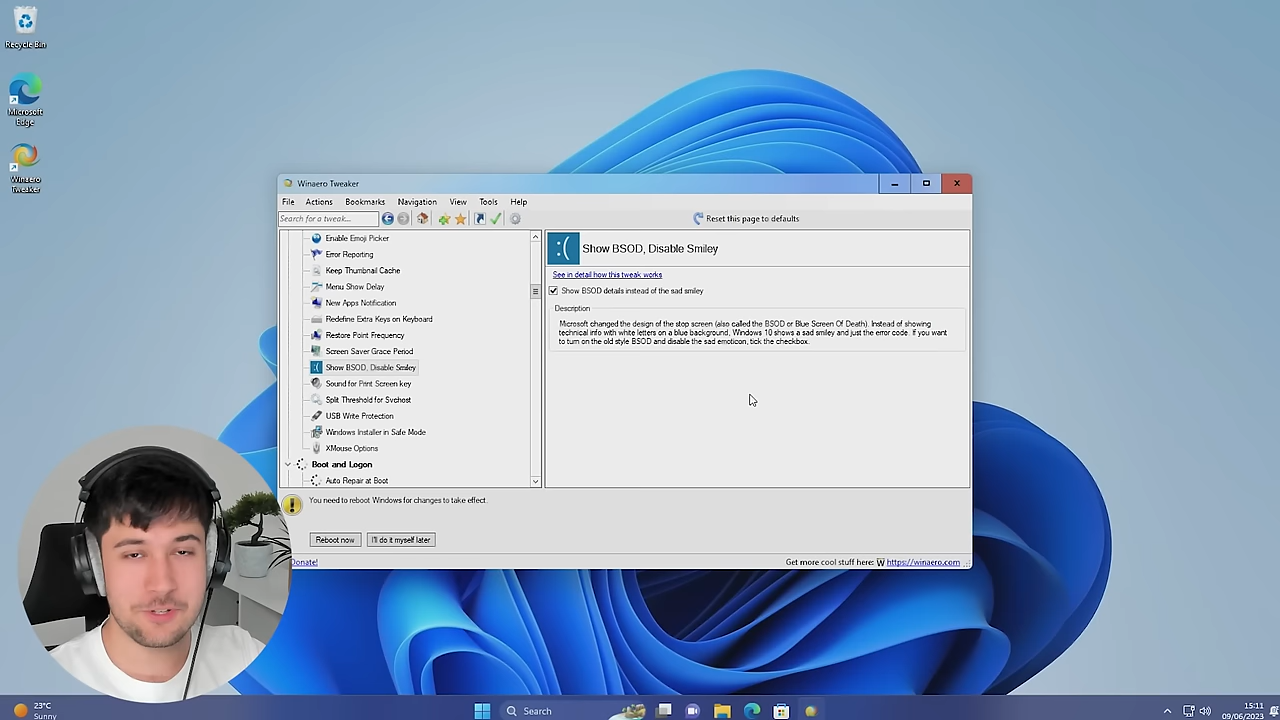 Recycle Bin
Microsoft
Edge
Winaero
Tweaker
Winaero Tweaker
File Actions Bookmarks Navigation View Tools Help
Search for a tweak...
Reset this page to defaults
Enable Emoji Picker
Error Reporting
Keep Thumbnail Cache
Menu Show Delay
New Apps Notification
Redefine Extra Keys on Keyboard
Restore Point Frequency
Screen Saver Grace Period
Show BSOD, Disable Smiley
Sound for Print Screen key
Split Threshold for Svchost
USB Write Protection
Windows Installer in Safe Mode
XMouse Options
Boot and Logon
Auto Repair at Boot
:(
Show BSOD, Disable Smiley
See in detail how this tweak works
Show BSOD details instead of the sad smiley
Description
Microsoft changed the design of the stop screen (also called the BSOD or Blue Screen Of Death). Instead of showing
technical info with white letters on a blue background, Windows 10 shows a sad smiley and just the error code. If you want
to turn on the old style BSOD and disable the sad emoticon, tick the checkbox.
You need to reboot Windows for changes to take effect.
Reboot now
I'll do it myself later
Donate!
Get more cool stuff here: W https://winaero.com
23°C
Sunny
Search
15:11
09/06/2023